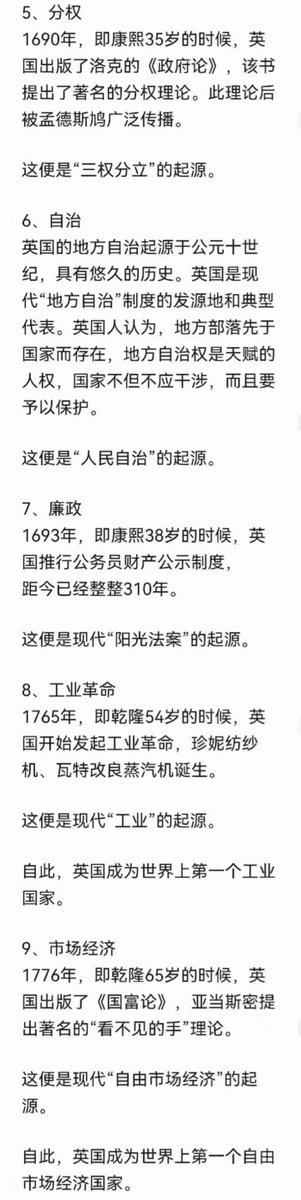 5、分权
1690年，即康熙35岁的时候，英
国出版了洛克的《政府论》，该书
提出了著名的分权理论。此理论后
被孟德斯鸠广泛传播。
这便是“三权分立”的起源。
6、自治
英国的地方自治起源于公元十世
纪，具有悠久的历史。英国是现
代“地方自治”制度的发源地和典型
代表。英国人认为，地方部落先于
国家而存在，地方自治权是天赋的
人权，国家不但不应干涉，而且要
予以保护。
这便是“人民自治”的起源。
7、廉政
1693年，即康熙38岁的时候，英
国推行公务员财产公示制度，
距今已经整整310年。
这便是现代“阳光法案”的起源。
8、工业革命
1765年，即乾隆54岁的时候，英
国开始发起工业革命，珍妮纺纱
机、瓦特改良蒸汽机诞生。
这便是现代“工业”的起源。
自此，英国成为世界上第一个工业
国家。
9、市场经济
1776年，即乾隆65岁的时候，英
国出版了《国富论》，亚当斯密提
出著名的“看不见的手”理论。
这便是现代“自由市场经济”的起
源。
自此，英国成为世界上第一个自由
市场经济国家。